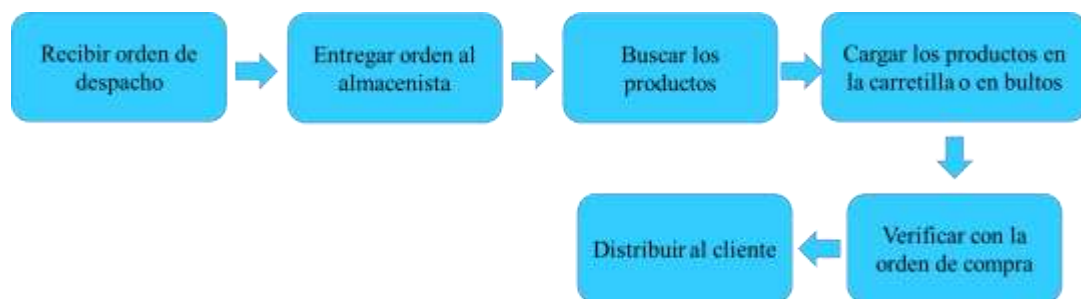 Recibir orden de
despacho
Entregar orden al
almacenista
Buscar los
productos
Cargar los productos en
la carretilla o en bultos
Verificar con la
orden de compra
Distribuir al cliente